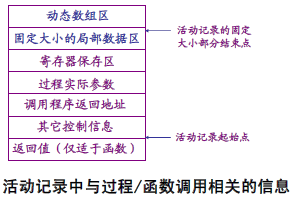 动态数组区
固定大小的局部数据区
寄存器保存区
过程实际参数
调用程序返回地址
其它控制信息
返回值（仅适于函数）
活动记录的固定
大小部分结束点
活动记录起始点
活动记录中与过程/函数调用相关的信息